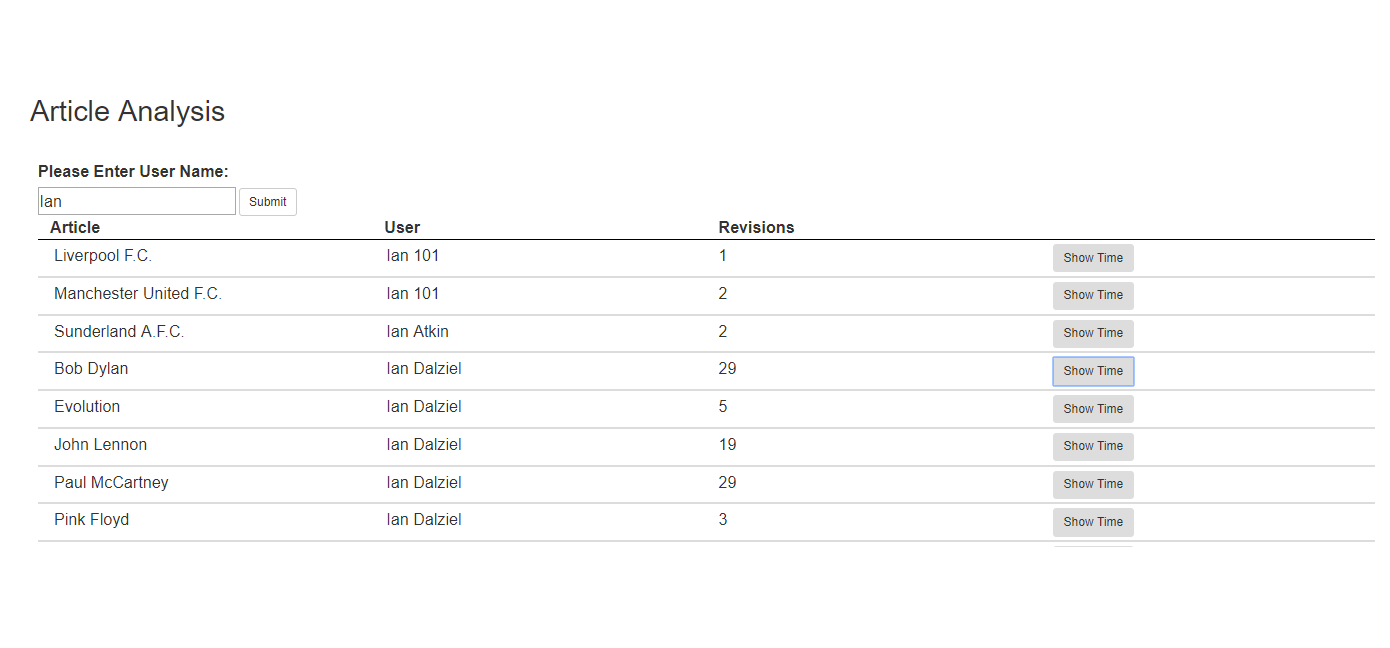 Article Analysis
Please Enter User Name:
Ian Submit
Article User Revisions
Liverpool F.C. Ian 101 1 Show Time
Manchester United F.C. Ian 101 2 Show Time
Sunderland A.F.C. Ian Atkin 2 Show Time
Bob Dylan Ian Dalziel 29 Show Time
Evolution Ian Dalziel 5 Show Time
John Lennon Ian Dalziel 19 Show Time
Paul McCartney Ian Dalziel 29 Show Time
Pink Floyd Ian Dalziel 3 Show Time